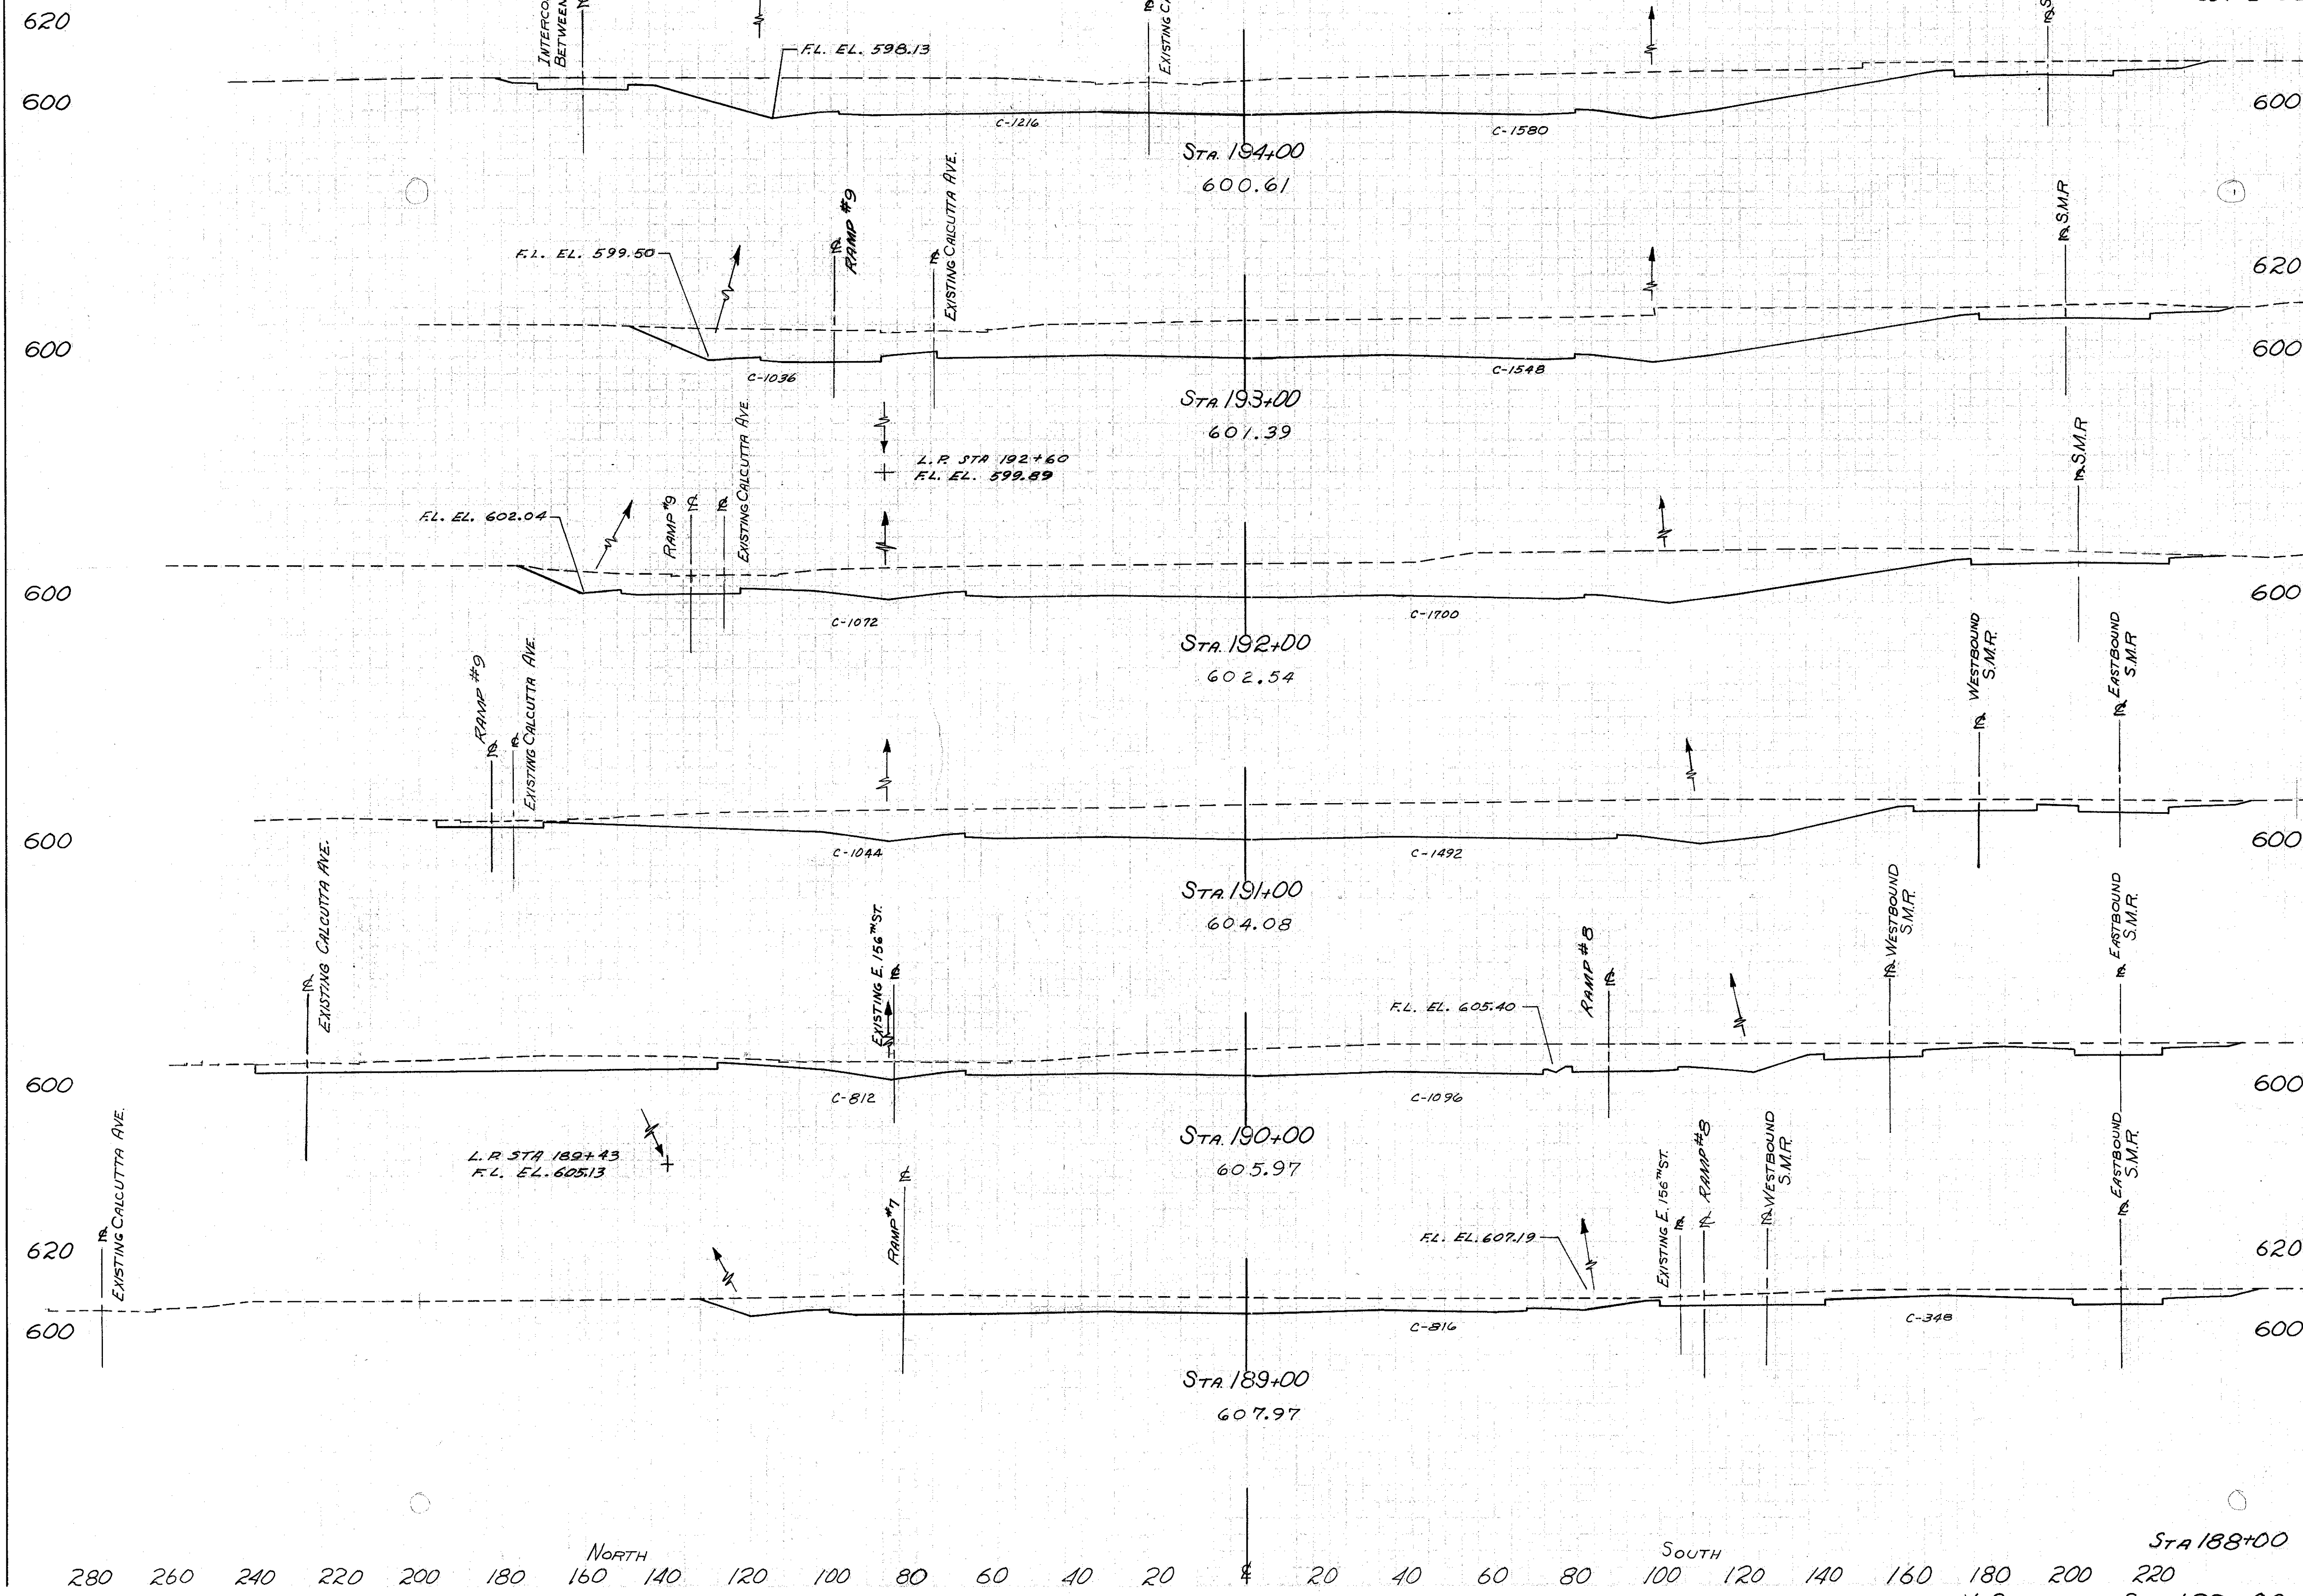 620
INTERCO
BETWEEN
EXISTING CA
F.L. EL. 598.13
600
600
C-1216
C-1580
STA. 194+00
600.61
RAMP #9
EXISTING CALCUTTA AVE.
S.M.R
F.L. EL. 599.50
620
600
600
C-1036
C-1548
STA. 193+00
601.39
L.P. STA 192+60
F.L. EL. 599.89
F.L. EL. 602.04
RAMP #9
EXISTING CALCUTTA AVE.
S.M.R
600
600
C-1072
C-1700
STA. 192+00
602.54
RAMP #9
EXISTING CALCUTTA AVE.
WESTBOUND
S.M.R.
EASTBOUND
S.M.R
600
600
C-1044
C-1492
STA. 191+00
604.08
EXISTING CALCUTTA AVE.
EXISTING E. 156TH ST.
F.L. EL. 605.40
RAMP #8
WESTBOUND
S.M.R.
EASTBOUND
S.M.R.
600
600
C-812
C-1096
STA. 190+00
605.97
L.P. STA 189+43
F.L. EL. 605.13
EXISTING CALCUTTA AVE.
RAMP #7
℄
F.L. EL. 607.19
EXISTING E. 156TH ST.
℄ RAMP #8
WESTBOUND
S.M.R.
EASTBOUND
S.M.R.
620
620
600
600
C-816
C-348
STA. 189+00
607.97
STA 188+00
NORTH
SOUTH
280 260 240 220 200 180 160 140 120 100 80 60 40 20 ℄ 20 40 60 80 100 120 140 160 180 200 220